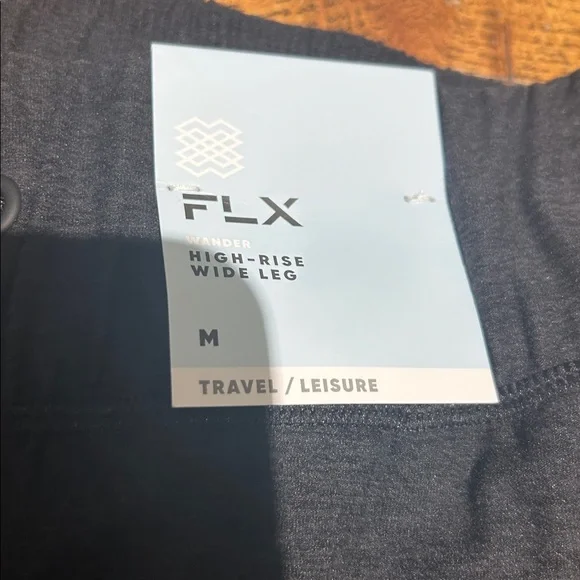 FLX
WANDER
HIGH-RISE
WIDE LEG
M
TRAVEL / LEISURE